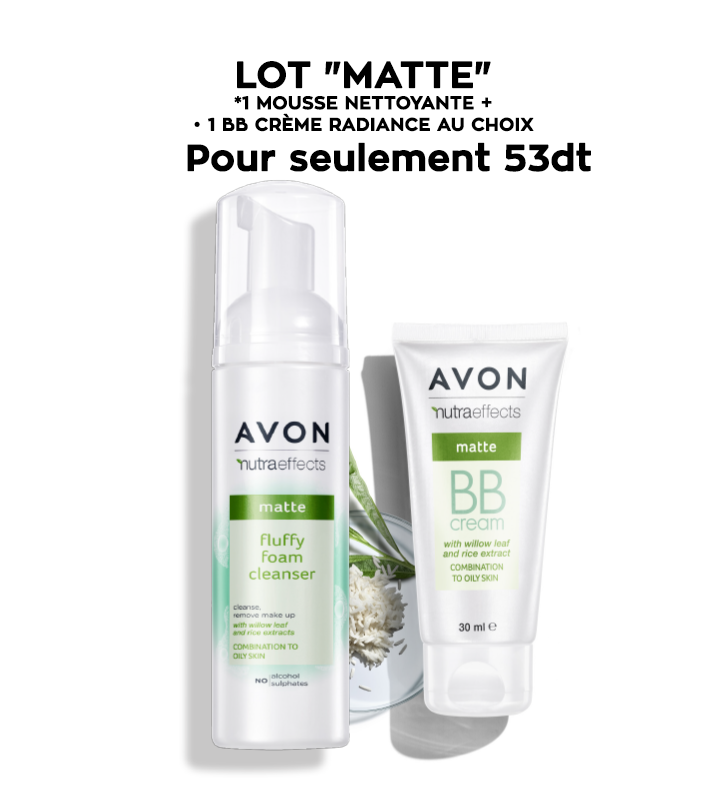 LOT "MATTE"
*1 MOUSSE NETTOYANTE +
• 1 BB CRÈME RADIANCE AU CHOIX
Pour seulement 53dt
AVON
nutraeffects
matte
fluffy
foam
cleanser
cleanse,
remove make up
with willow leaf
and rice extracts
COMBINATION TO
OILY SKIN
NO alcohol
sulphates
AVON
nutraeffects
matte
BB
cream
with willow leaf
and rice extract
COMBINATION
TO OILY SKIN
30 ml e